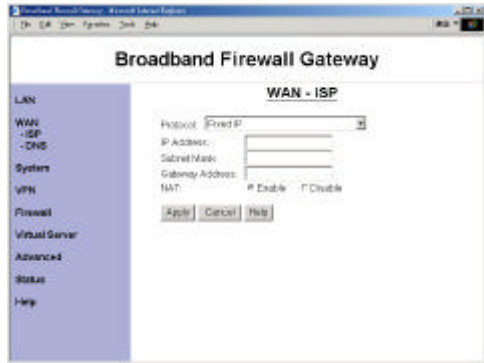 Broadband Firewall Gateway
LAN
WAN
-ISP
-DNS
System
VPN
Firewall
Virtual Server
Advanced
Status
Help
WAN - ISP
Protocol: Fixed IP
IP Address:
Subnet Mask:
Gateway Address:
NAT: Enable Disable
Apply Cancel Help